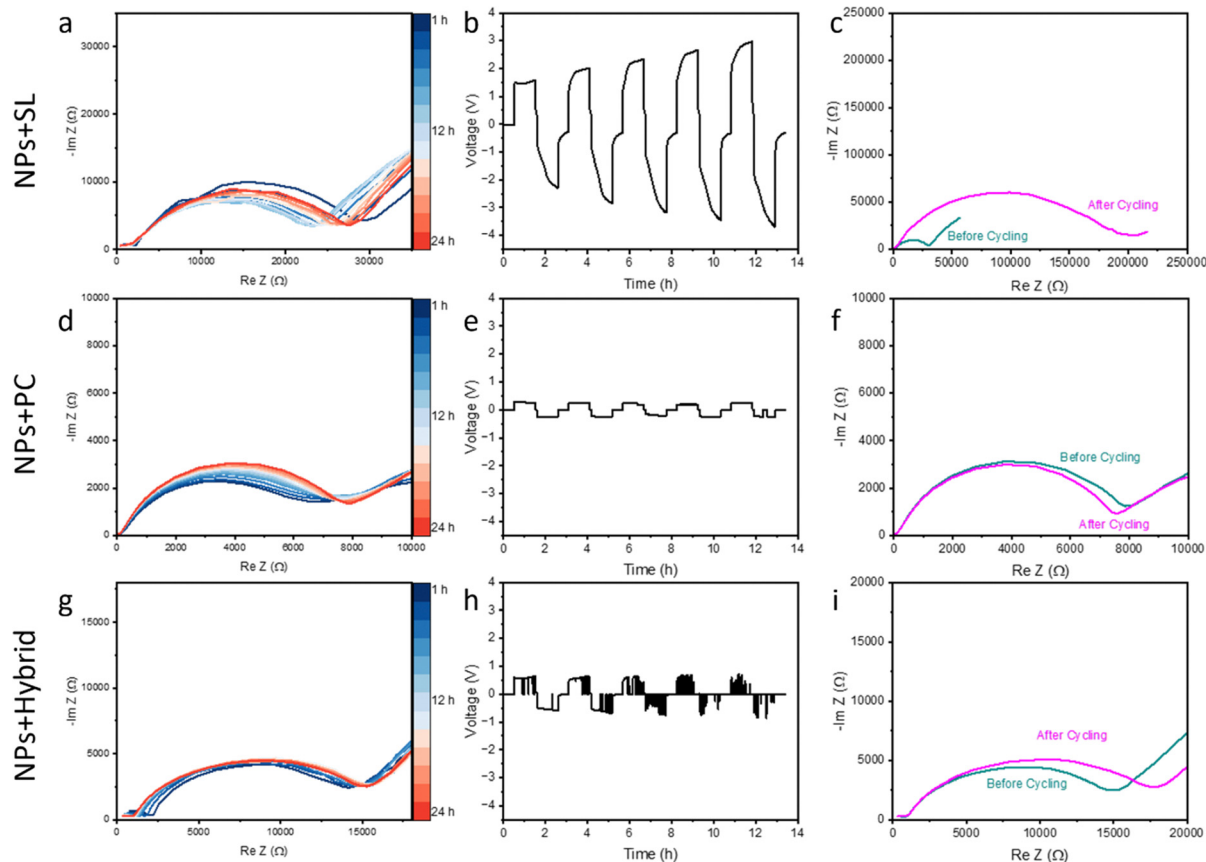 a
b
c
NPs+SL
-Im Z (Ω)
30000
20000
10000
0
10000
20000
30000
Re Z (Ω)
1 h
12 h
24 h
Voltage (V)
4
3
2
1
0
-1
-2
-3
-4
0
2
4
6
8
10
12
14
Time (h)
-Im Z (Ω)
250000
200000
150000
100000
50000
0
After Cycling
Before Cycling
0
50000
100000
150000
200000
250000
Re Z (Ω)
d
e
f
NPs+PC
-Im Z (Ω)
10000
8000
6000
4000
2000
0
0
2000
4000
6000
8000
10000
Re Z (Ω)
1 h
12 h
24 h
Voltage (V)
4
3
2
1
0
-1
-2
-3
-4
0
2
4
6
8
10
12
14
Time (h)
-Im Z (Ω)
10000
8000
6000
4000
2000
0
Before Cycling
After Cycling
0
2000
4000
6000
8000
10000
Re Z (Ω)
g
h
i
NPs+Hybrid
-Im Z (Ω)
15000
10000
5000
0
0
5000
10000
15000
Re Z (Ω)
1 h
12 h
24 h
Voltage (V)
4
3
2
1
0
-1
-2
-3
-4
0
2
4
6
8
10
12
14
Time (h)
-Im Z (Ω)
20000
15000
10000
5000
0
After Cycling
Before Cycling
0
5000
10000
15000
20000
Re Z (Ω)